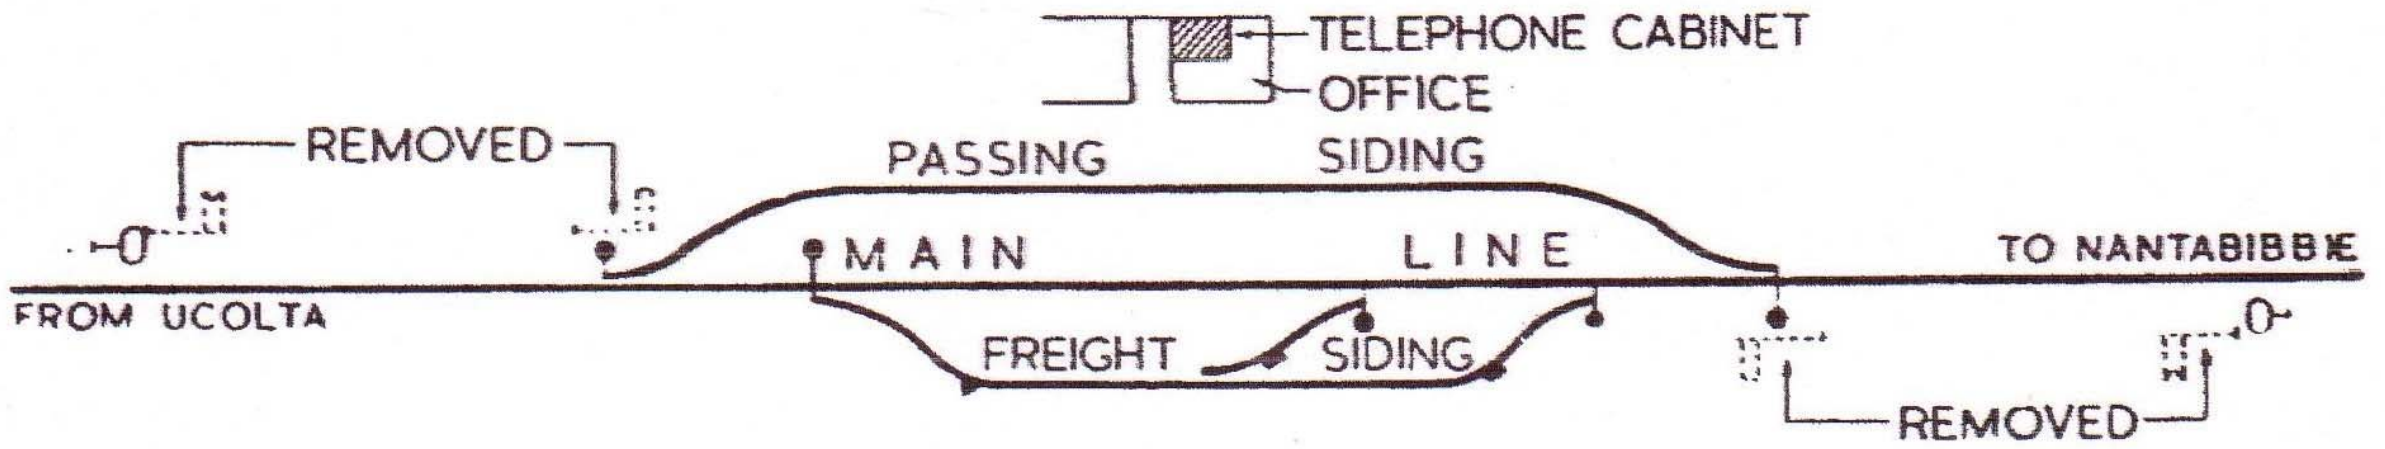 TELEPHONE CABINET
OFFICE
REMOVED
PASSING SIDING
MAIN LINE
TO NANTABIBBIE
FROM UCOLTA
FREIGHT SIDING
REMOVED